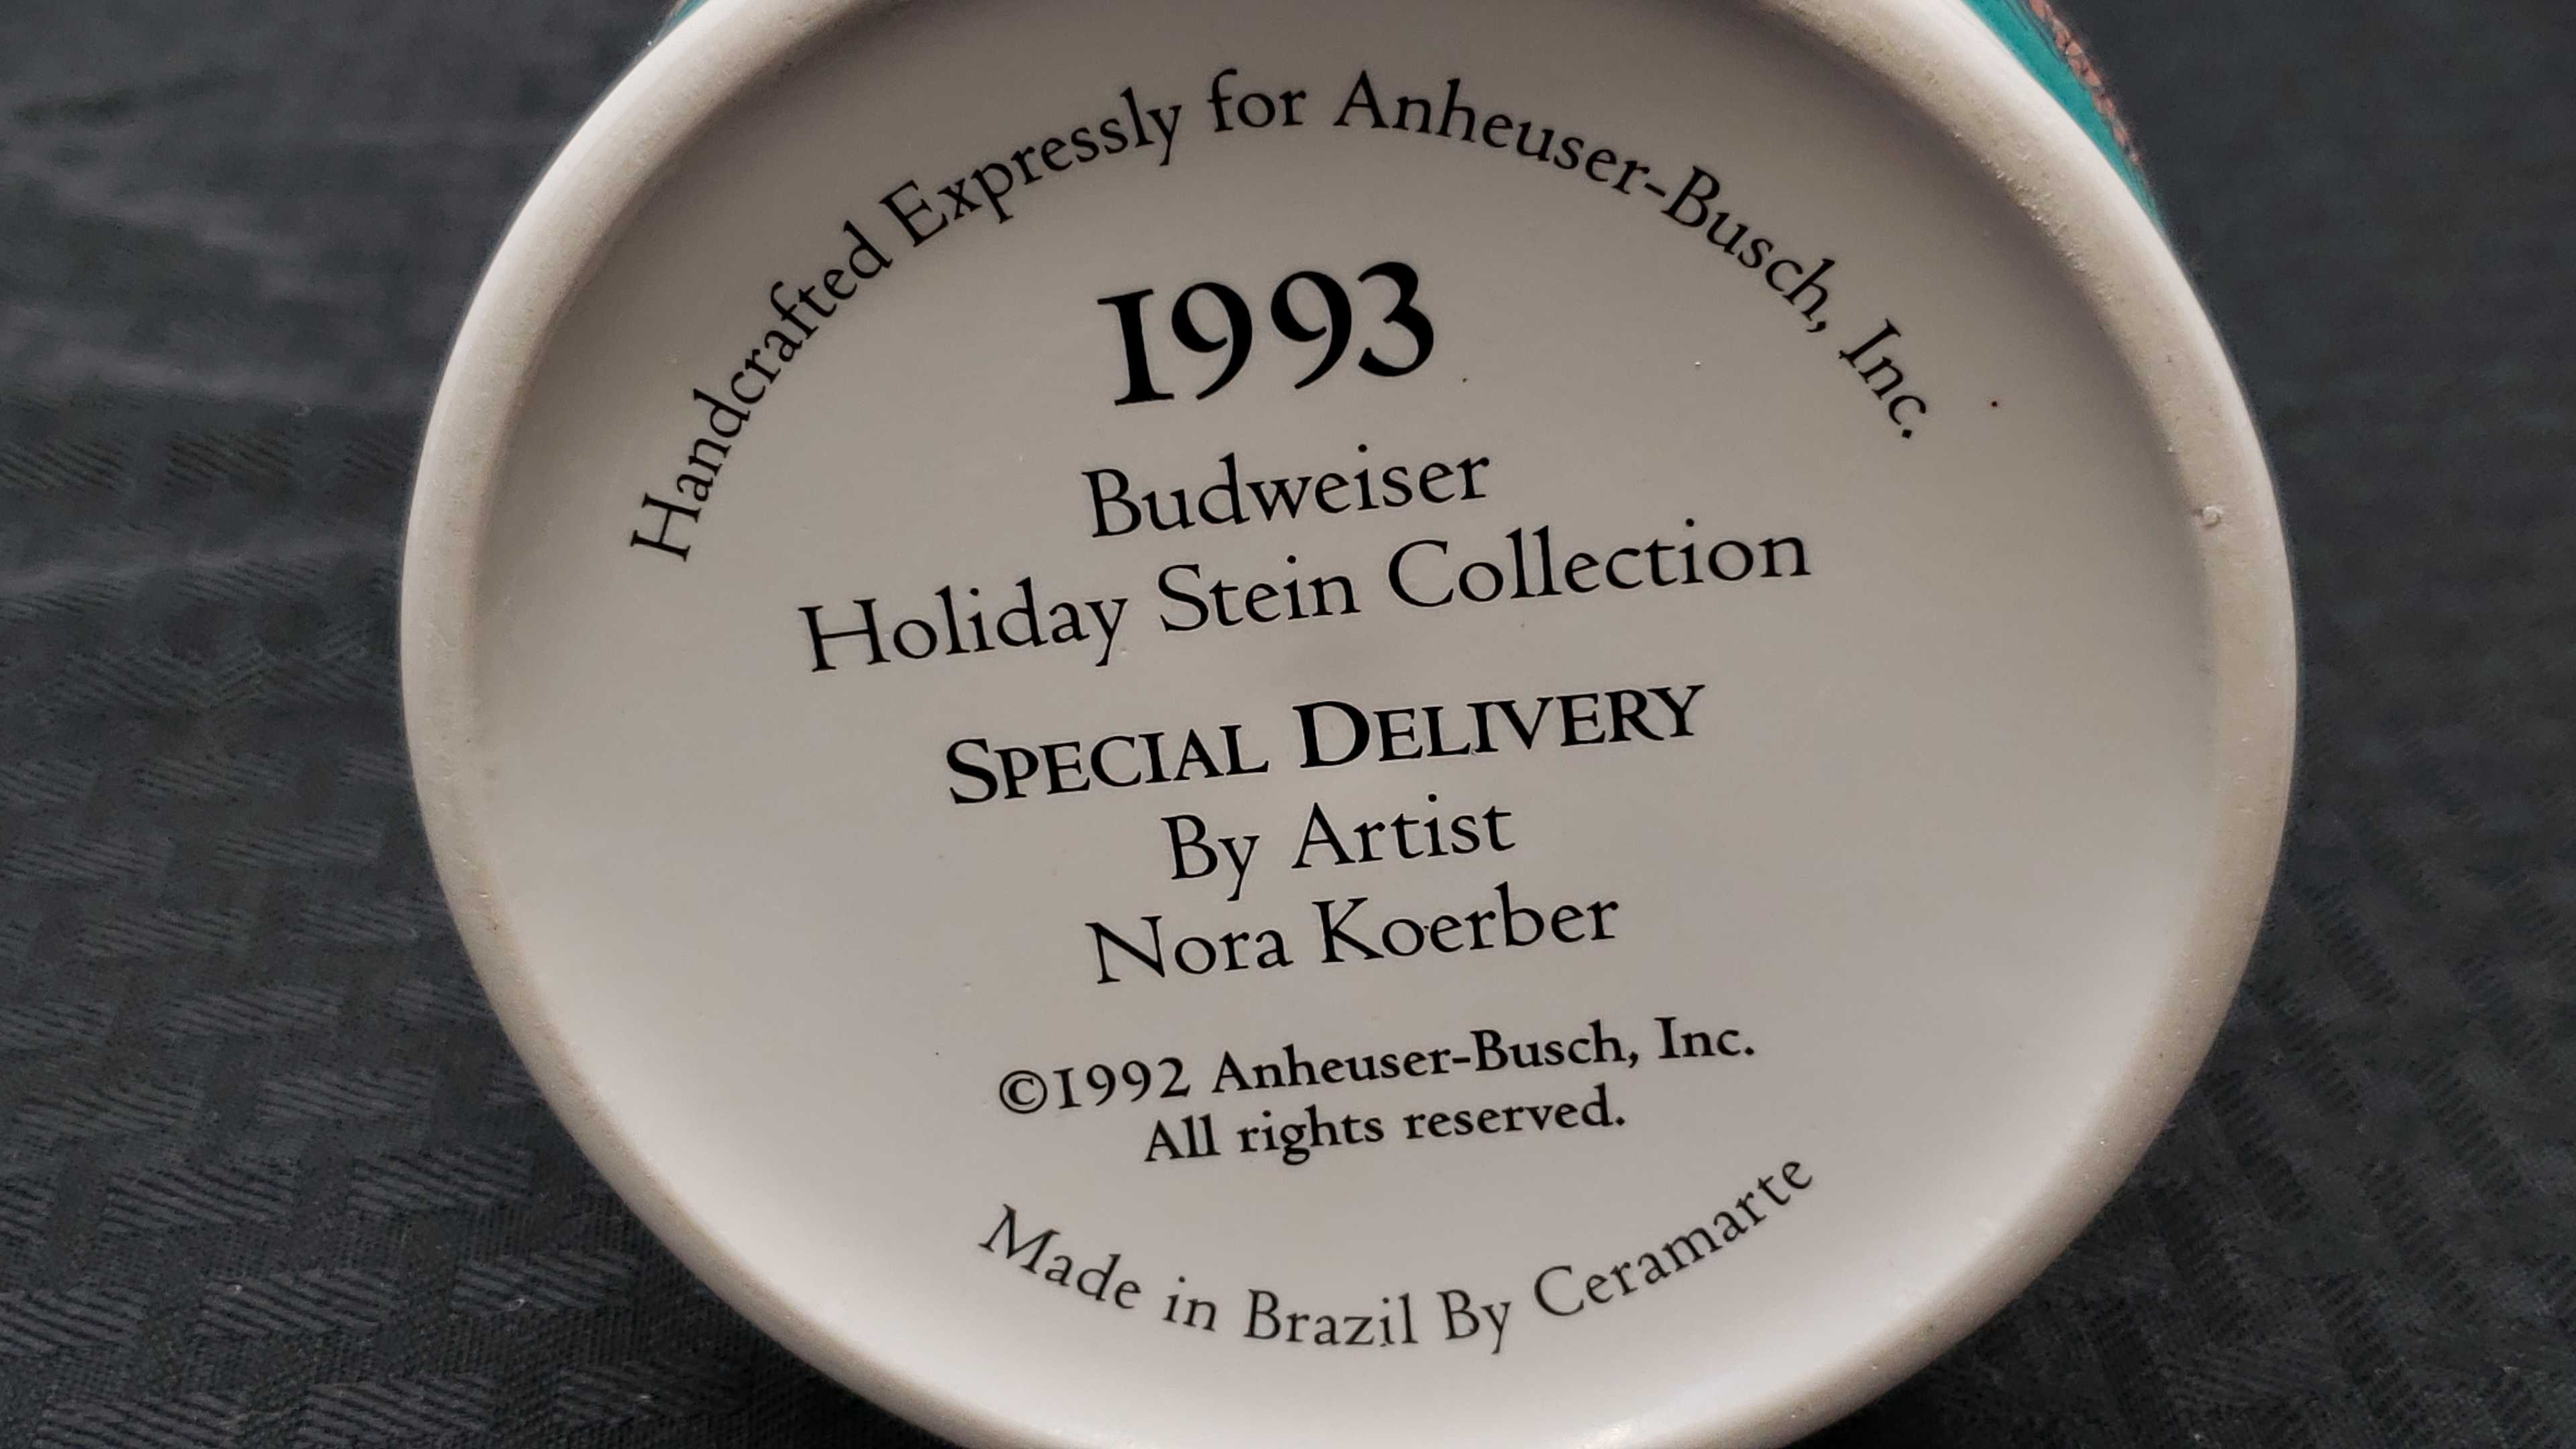 Handcrafted Expressly for Anheuser-Busch, Inc.
1993
Budweiser
Holiday Stein Collection
SPECIAL DELIVERY
By Artist
Nora Koerber
©1992 Anheuser-Busch, Inc.
All rights reserved.
Made in Brazil By Ceramarte